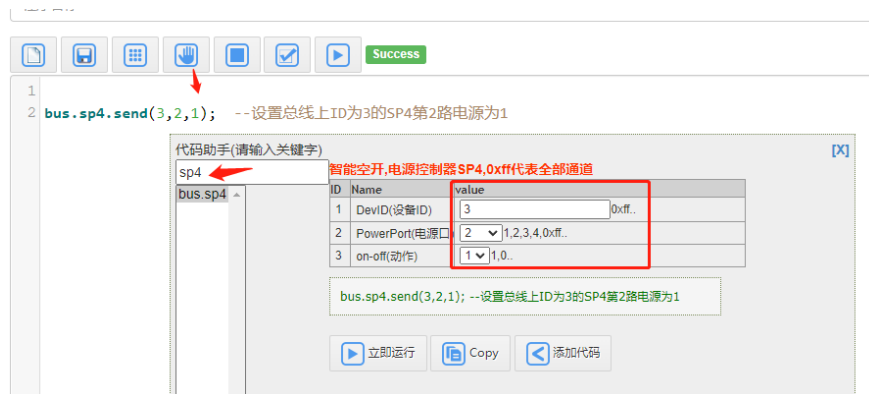 Success
1
2 bus.sp4.send(3,2,1); --设置总线上ID为3的SP4第2路电源为1
代码助手(请输入关键字)
[X]
sp4
智能空开,电源控制器SP4,0xff代表全部通道
bus.sp4
ID Name value
1 DevID(设备ID) 3 0xff..
2 PowerPort(电源口 2 1,2,3,4,0xff..
3 on-off(动作) 1 1,0..
bus.sp4.send(3,2,1); --设置总线上ID为3的SP4第2路电源为1
立即运行 Copy 添加代码